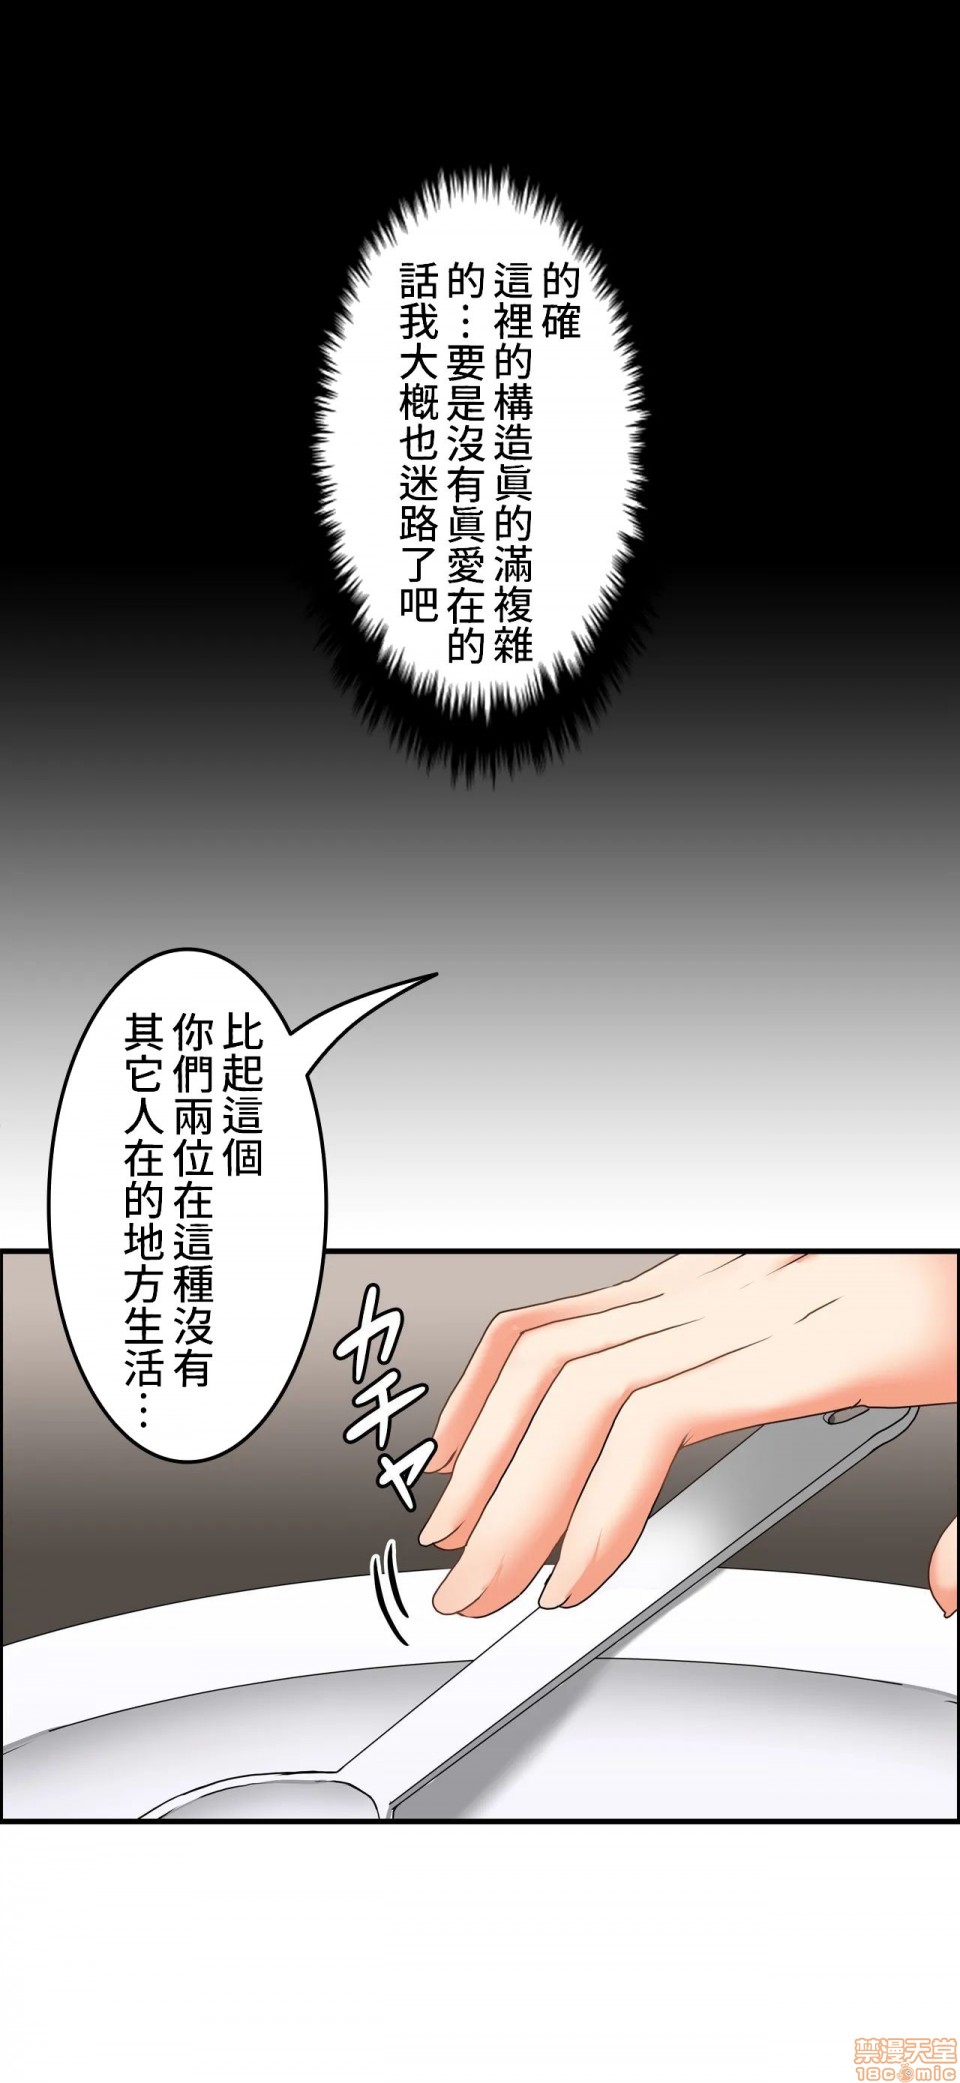 的確
這裡的構造眞的滿複雜
的…要是沒有眞愛在的
話我大概也迷路了吧
比起這個
你們兩位在這種沒有
其它人在的地方生活…
カチャ
禁漫天堂
18comic